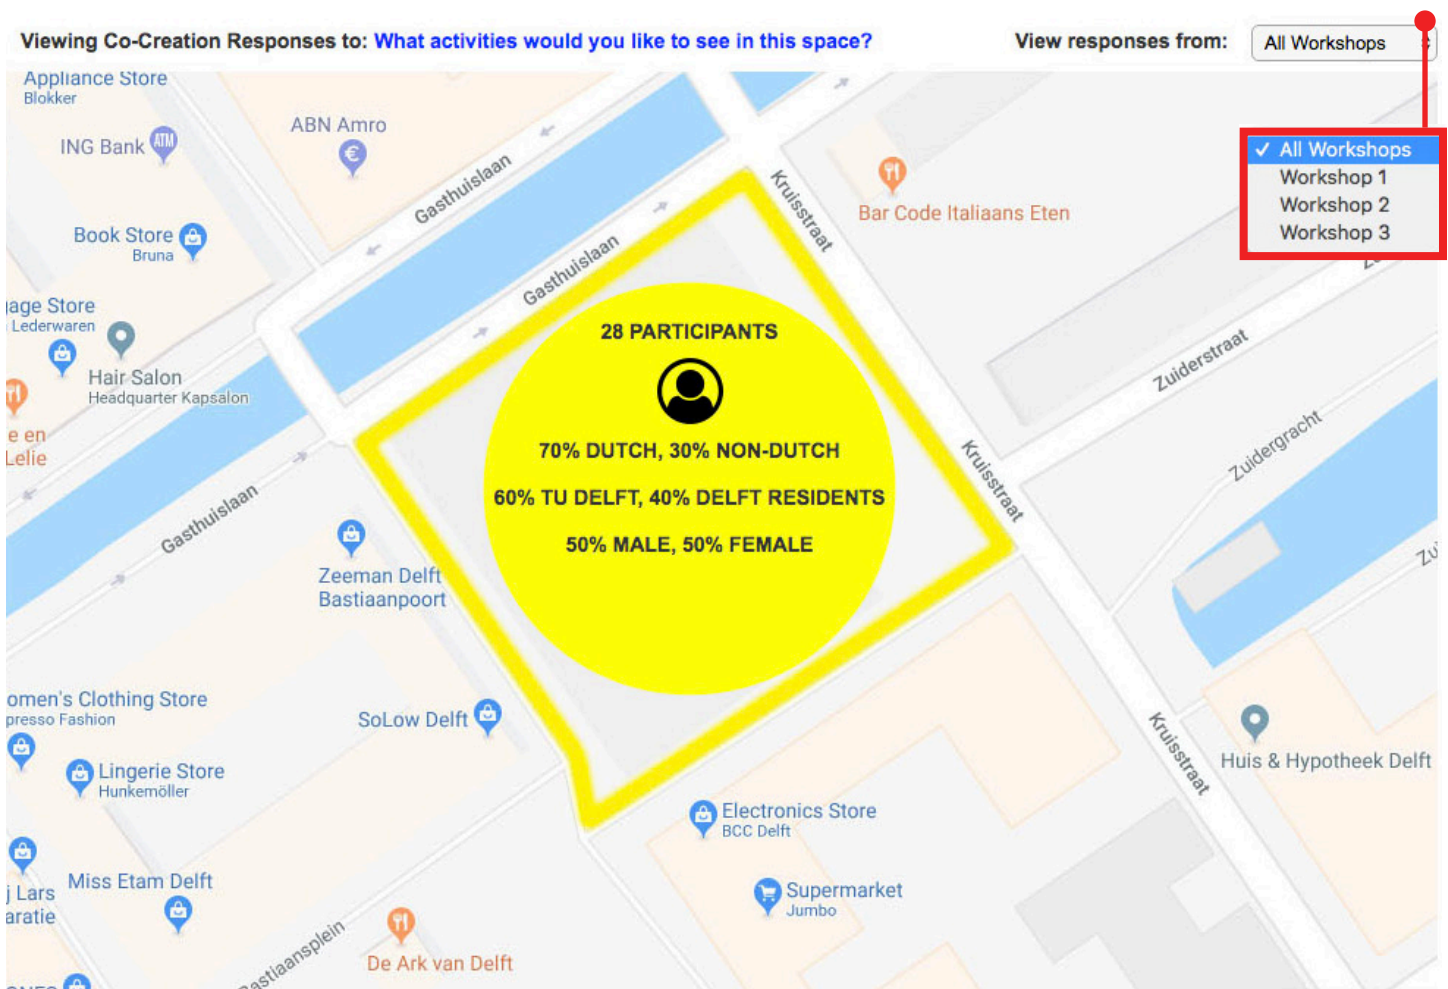 Viewing Co-Creation Responses to: What activities would you like to see in this space?
View responses from:
All Workshops
✓ All Workshops
Workshop 1
Workshop 2
Workshop 3
Appliance Store
Blokker
ING Bank
ATM
ABN Amro
€
Gasthuislaan
Kruisstraat
Bar Code Italiaans Eten
Book Store
Bruna
Gasthuislaan
age Store
Lederwaren
Hair Salon
Headquarter Kapsalon
e en
Lelie
28 PARTICIPANTS
70% DUTCH, 30% NON-DUTCH
60% TU DELFT, 40% DELFT RESIDENTS
50% MALE, 50% FEMALE
Zuiderstraat
Zuidergracht
Kruisstraat
Gasthuislaan
Zeeman Delft
Bastiaanpoort
omen's Clothing Store
presso Fashion
SoLow Delft
Lingerie Store
Hunkemöller
Kruisstraat
Huis & Hypotheek Delft
Electronics Store
BCC Delft
Supermarket
Jumbo
j Lars
aratie
Miss Etam Delft
De Ark van Delft
astiaansplein